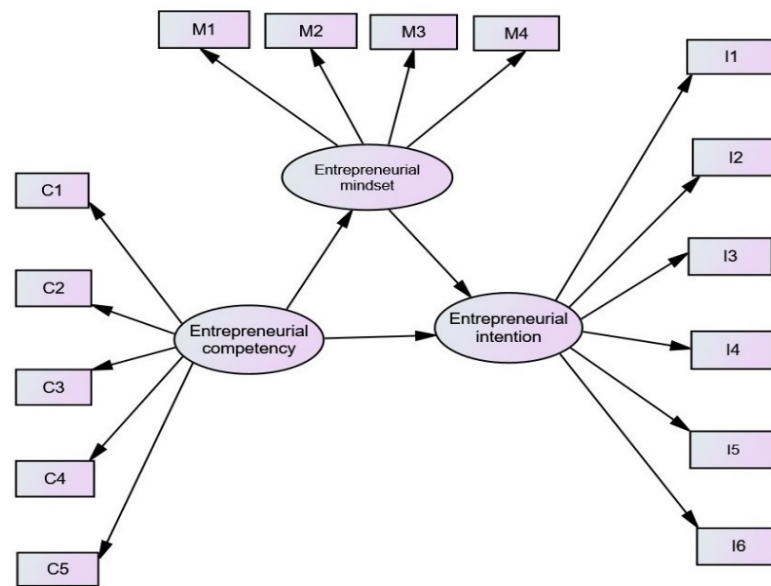 M1
M2
M3
M4
I1
Entrepreneurial
mindset
I2
C1
I3
C2
Entrepreneurial
competency
Entrepreneurial
intention
I4
C3
I5
C4
I6
C5